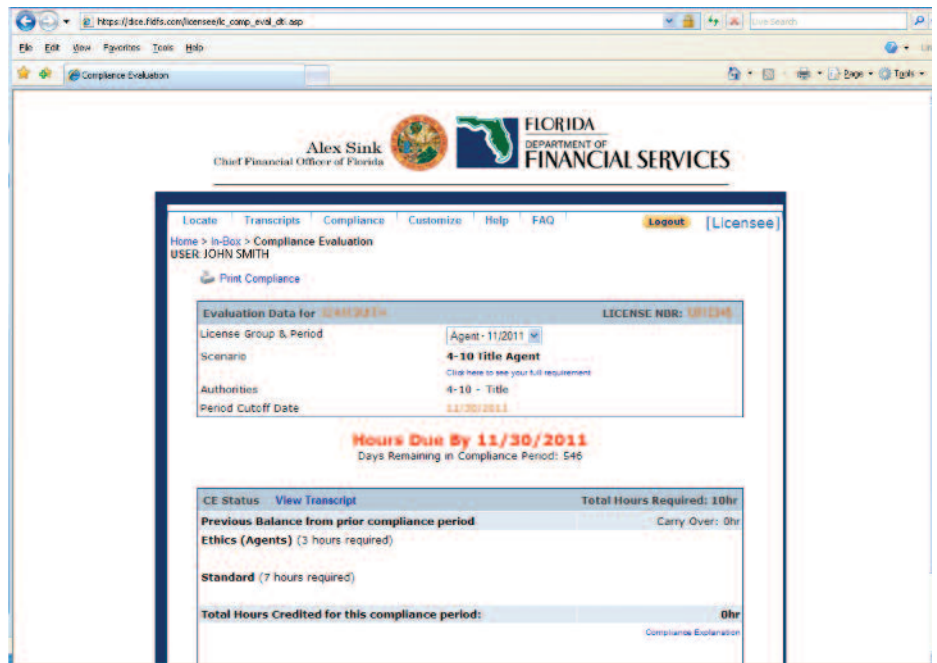 https://dice.fldfs.com/licensee/lc_comp_eval_dtl.asp
Live Search
File Edit View Favorites Tools Help
Compliance Evaluation
Page Tools
Alex Sink
Chief Financial Officer of Florida
FLORIDA
DEPARTMENT OF
FINANCIAL SERVICES
Locate Transcripts Compliance Customize Help FAQ Logout [Licensee]
Home > In-Box > Compliance Evaluation
USER: JOHN SMITH
Print Compliance
Evaluation Data for LICENSE NBR:
License Group & Period Agent - 11/2011
Scenario 4-10 Title Agent
Click here to see your full requirement
Authorities 4-10 - Title
Period Cutoff Date 11/30/2011
Hours Due By 11/30/2011
Days Remaining in Compliance Period: 546
CE Status View Transcript Total Hours Required: 10hr
Previous Balance from prior compliance period Carry Over: 0hr
Ethics (Agents) (3 hours required)
Standard (7 hours required)
Total Hours Credited for this compliance period: 0hr
Compliance Explanation